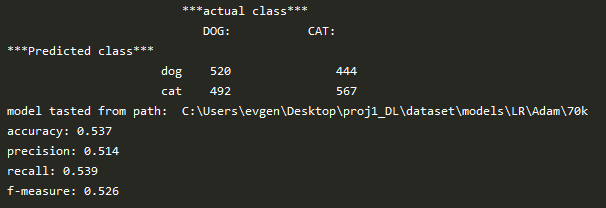 ***actual class***
DOG: CAT:
***Predicted class***
dog 520 444
cat 492 567
model tasted from path: C:\Users\evgen\Desktop\proj1_DL\dataset\models\LR\Adam\70k
accuracy: 0.537
precision: 0.514
recall: 0.539
f-measure: 0.526